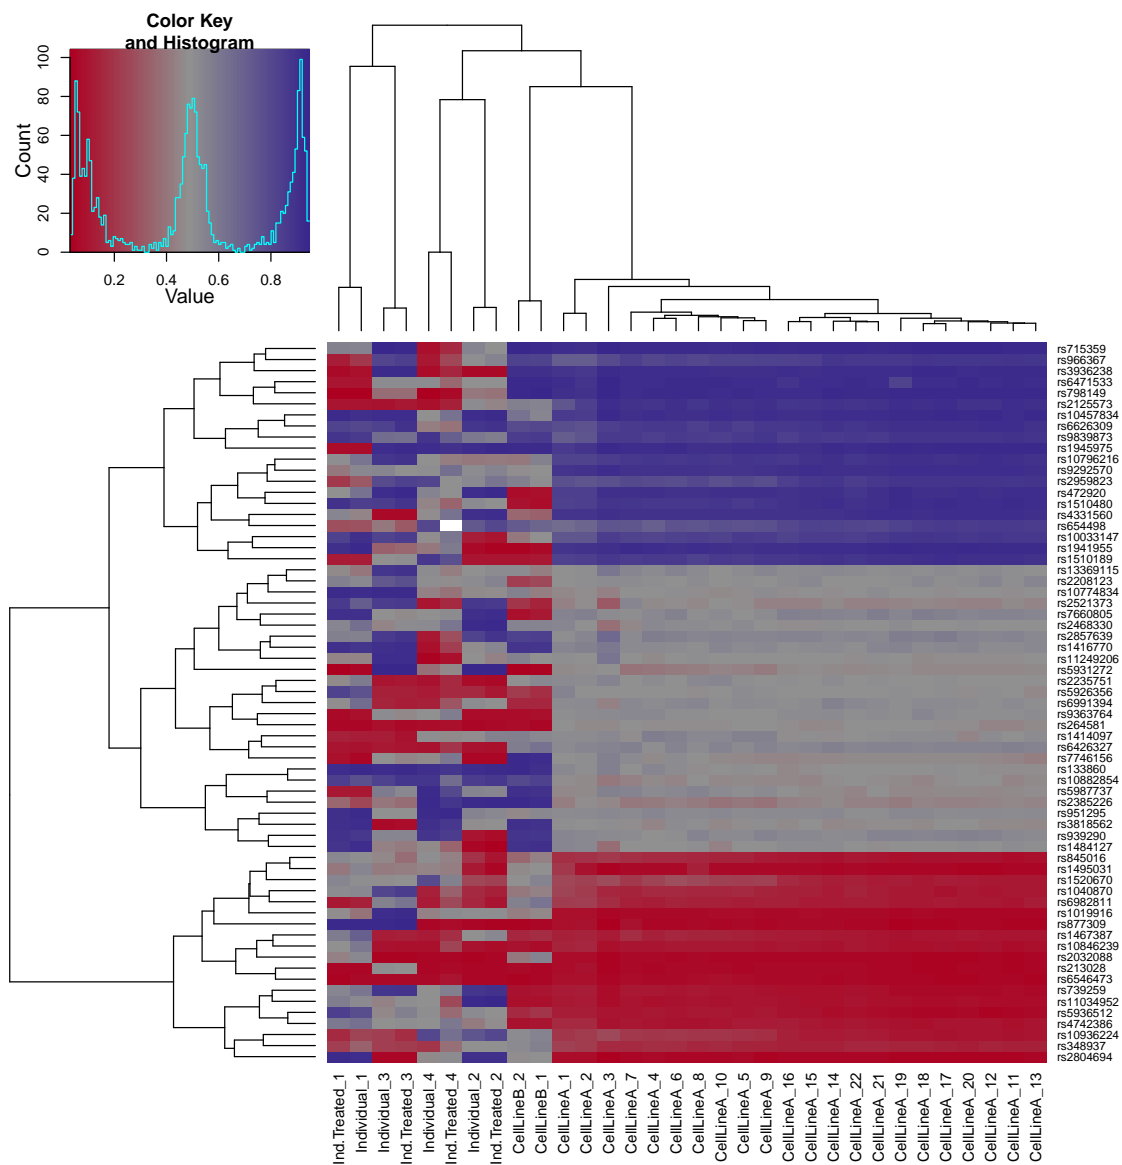 Color Key
and Histogram
Count
0
20
40
60
80
100
0.2
0.4
0.6
0.8
Value
rs715359
rs966367
rs3936238
rs6471533
rs798149
rs2125573
rs10457834
rs6626309
rs9839873
rs1945975
rs10796216
rs9292570
rs2959823
rs472920
rs1510480
rs4331560
rs654498
rs10033147
rs1941955
rs1510189
rs13369115
rs2208123
rs10774834
rs2521373
rs7660805
rs2468330
rs2857639
rs1416770
rs11249206
rs5931272
rs2235751
rs5926356
rs6991394
rs9363764
rs264581
rs1414097
rs6426327
rs7746156
rs133860
rs10882854
rs5987737
rs2385226
rs951295
rs3818562
rs939290
rs1484127
rs845016
rs1495031
rs1520670
rs1040870
rs6982811
rs1019916
rs877309
rs1467387
rs10846239
rs2032088
rs213028
rs6546473
rs739259
rs11034952
rs5936512
rs4742386
rs10936224
rs348937
rs2804694
Ind.Treated_1
Individual_1
Individual_3
Ind.Treated_3
Individual_4
Ind.Treated_4
Individual_2
Ind.Treated_2
CellLineB_2
CellLineB_1
CellLineA_1
CellLineA_2
CellLineA_3
CellLineA_7
CellLineA_4
CellLineA_6
CellLineA_8
CellLineA_10
CellLineA_5
CellLineA_9
CellLineA_16
CellLineA_15
CellLineA_14
CellLineA_22
CellLineA_21
CellLineA_19
CellLineA_18
CellLineA_17
CellLineA_20
CellLineA_12
CellLineA_11
CellLineA_13